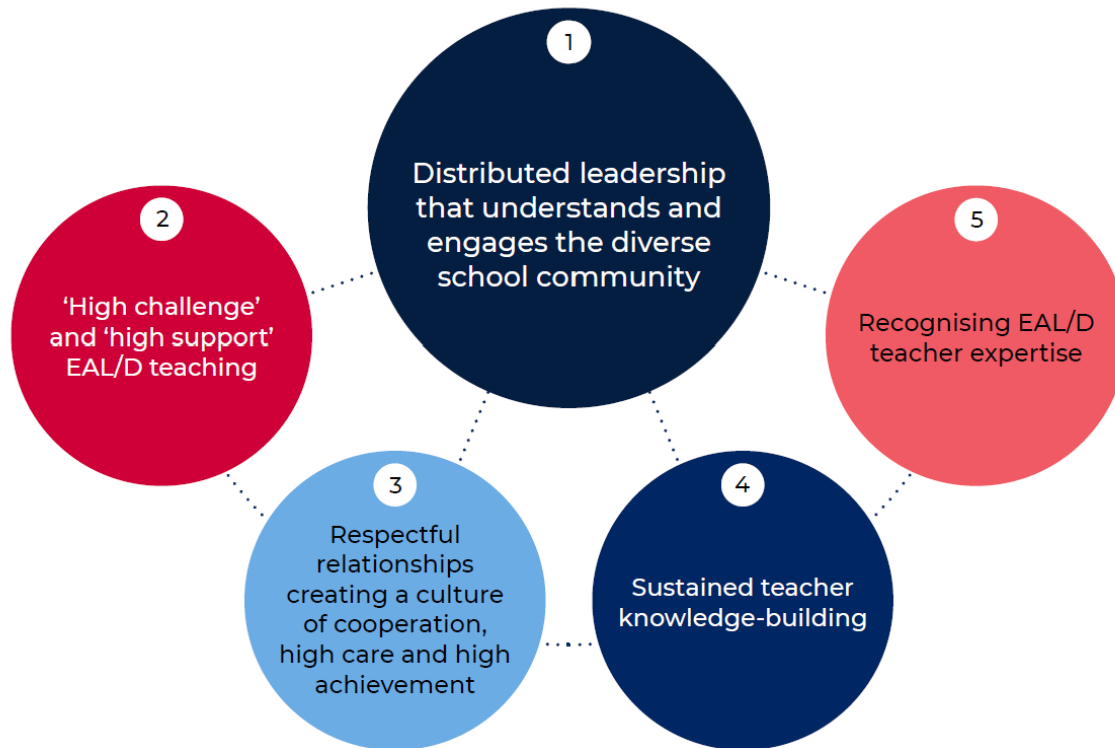 1
Distributed leadership
that understands and
engages the diverse
school community
2
‘High challenge’
and ‘high support’
EAL/D teaching
3
Respectful
relationships
creating a culture
of cooperation,
high care and high
achievement
4
Sustained teacher
knowledge-building
5
Recognising EAL/D
teacher expertise